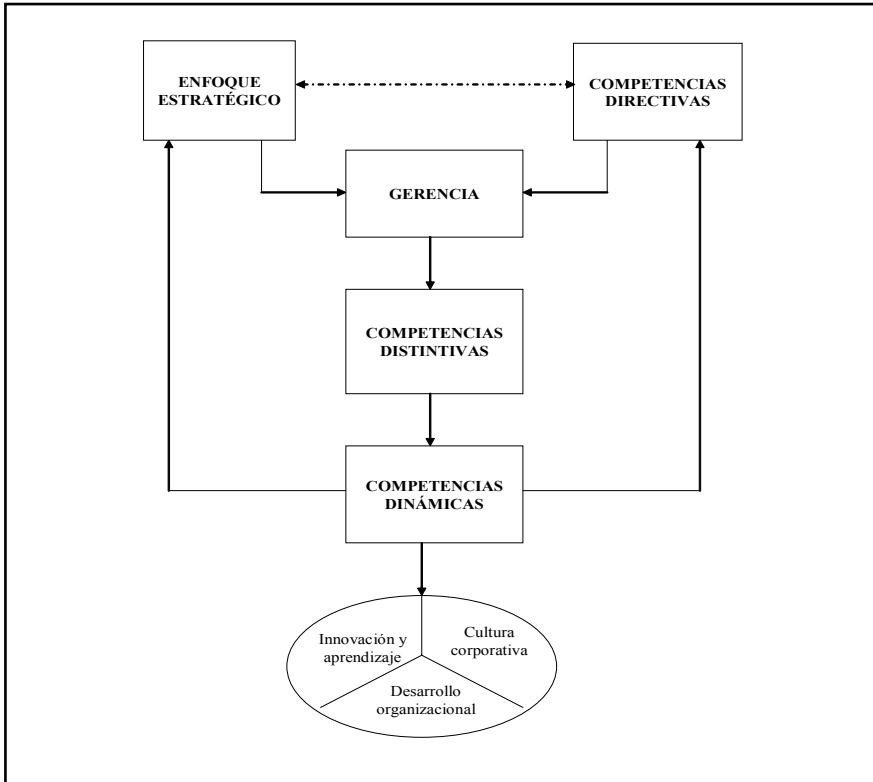 ENFOQUE
ESTRATÉGICO
COMPETENCIAS
DIRECTIVAS
GERENCIA
COMPETENCIAS
DISTINTIVAS
COMPETENCIAS
DINÁMICAS
Innovación y
aprendizaje
Cultura
corporativa
Desarrollo
organizacional